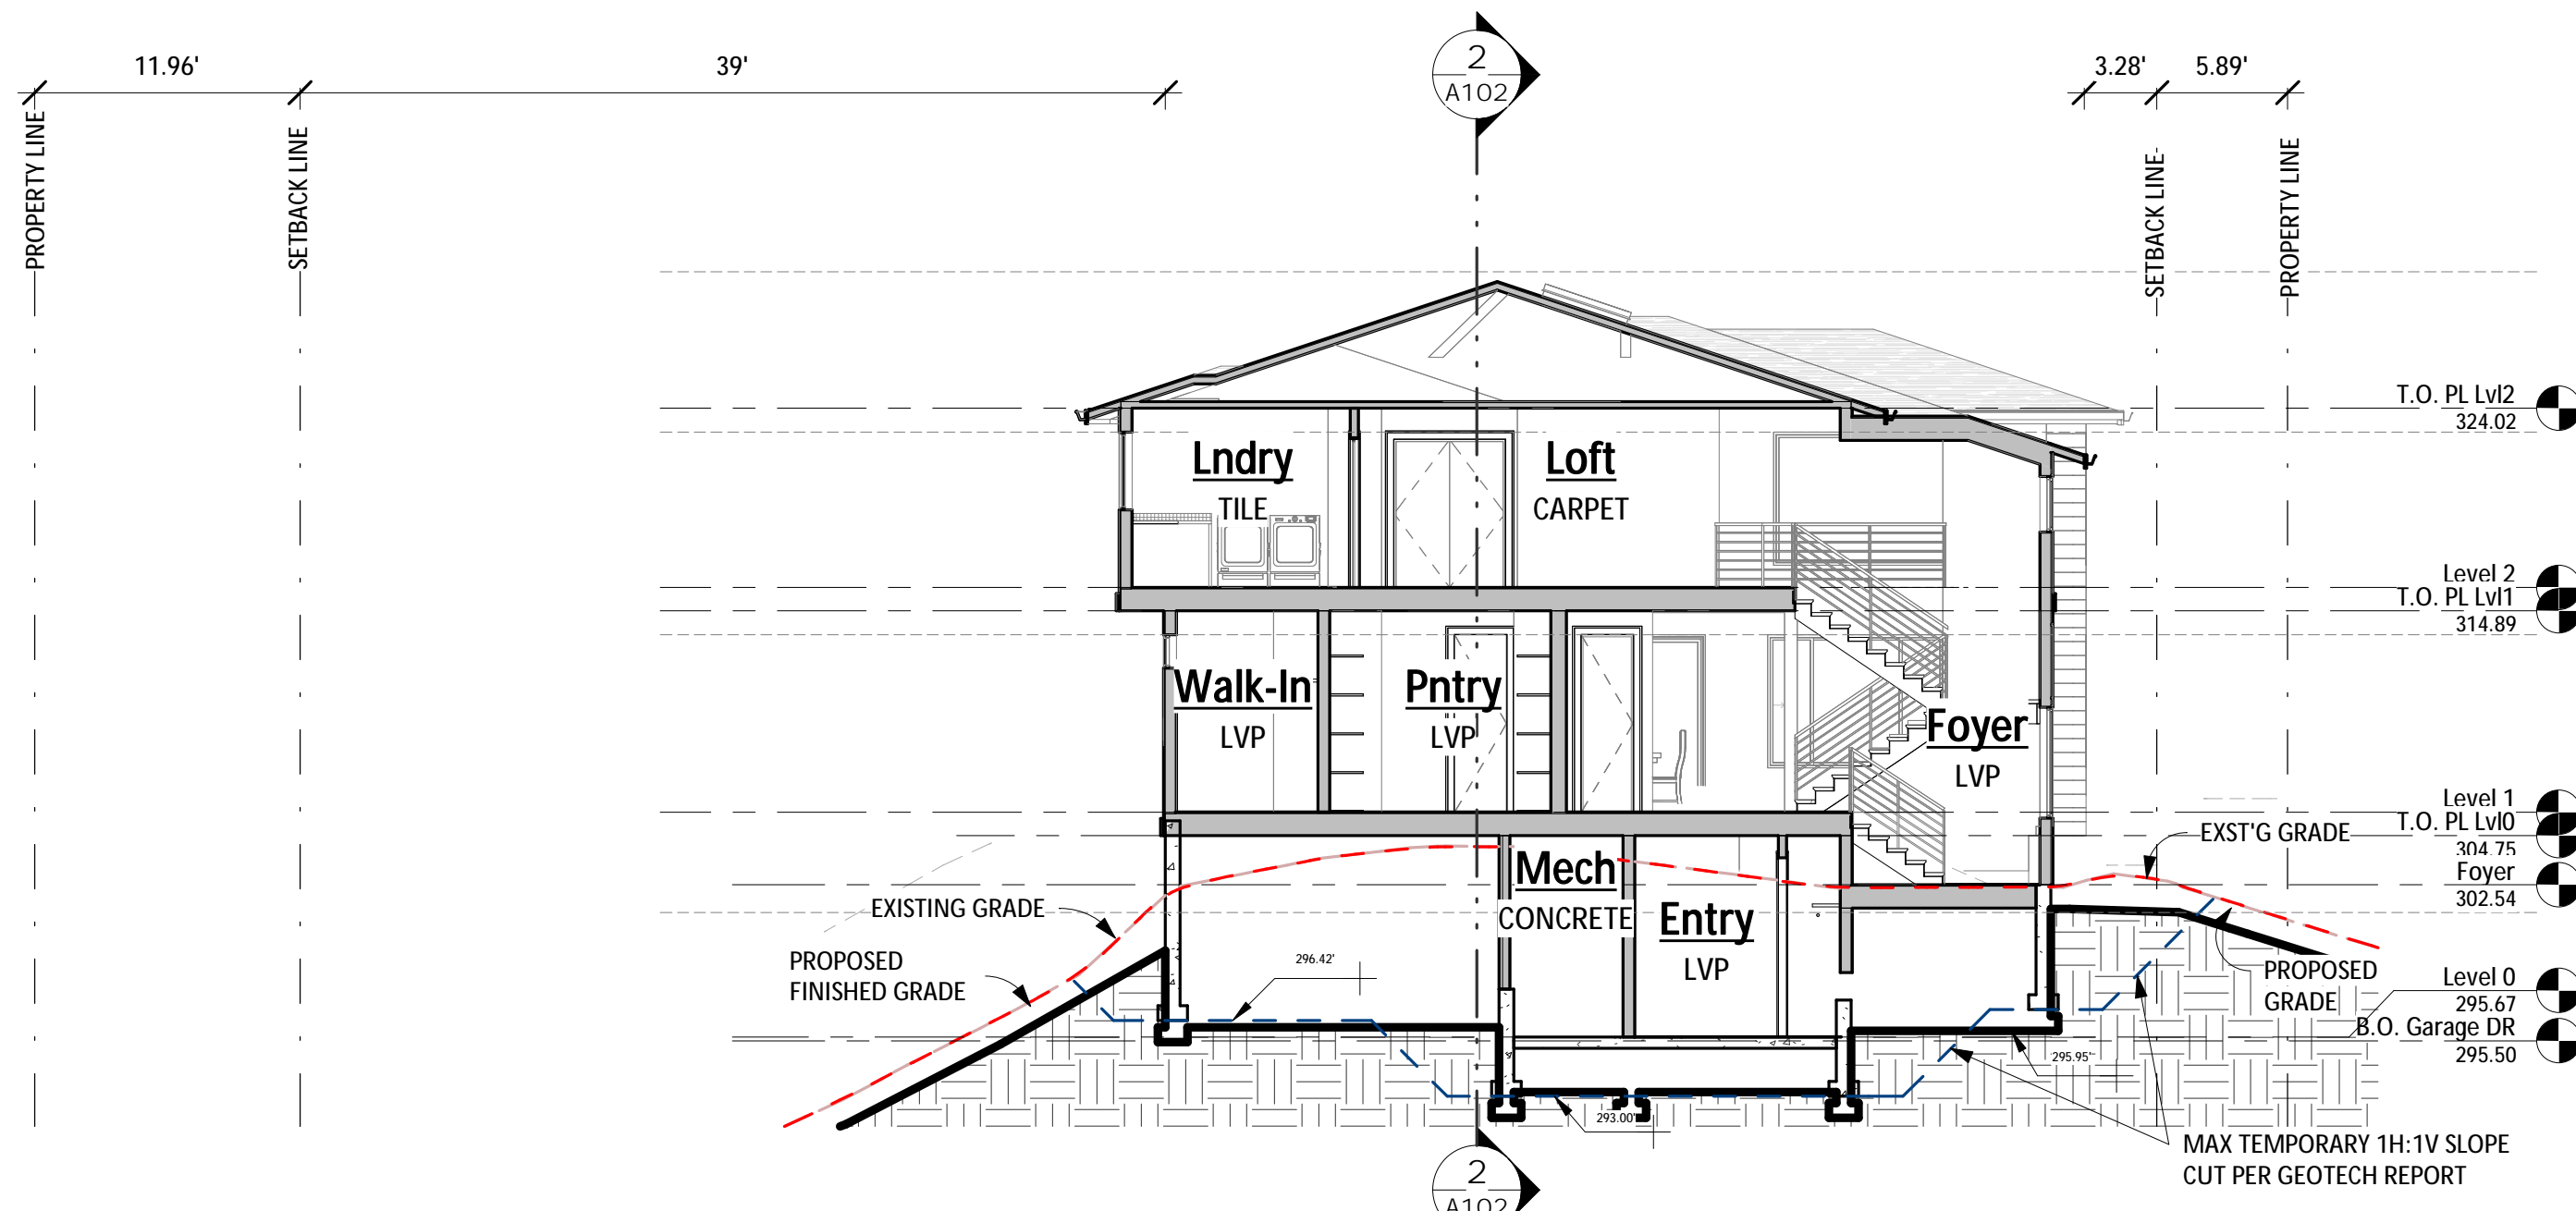 11.96'
39'
2
A102
3.28'
5.89'
PROPERTY LINE
SETBACK LINE
SETBACK LINE
PROPERTY LINE
T.O. PL Lvl2
324.02
Lndry
TILE
Loft
CARPET
Level 2
T.O. PL Lvl1
314.89
Walk-In
LVP
Pntry
LVP
Foyer
LVP
Level 1
T.O. PL Lvl0
304.75
EXST'G GRADE
Foyer
302.54
Mech
CONCRETE
Entry
LVP
EXISTING GRADE
PROPOSED
FINISHED GRADE
296.42'
PROPOSED
GRADE
Level 0
295.67
B.O. Garage DR
295.50
295.95'
293.00'
MAX TEMPORARY 1H:1V SLOPE
CUT PER GEOTECH REPORT
2
A102